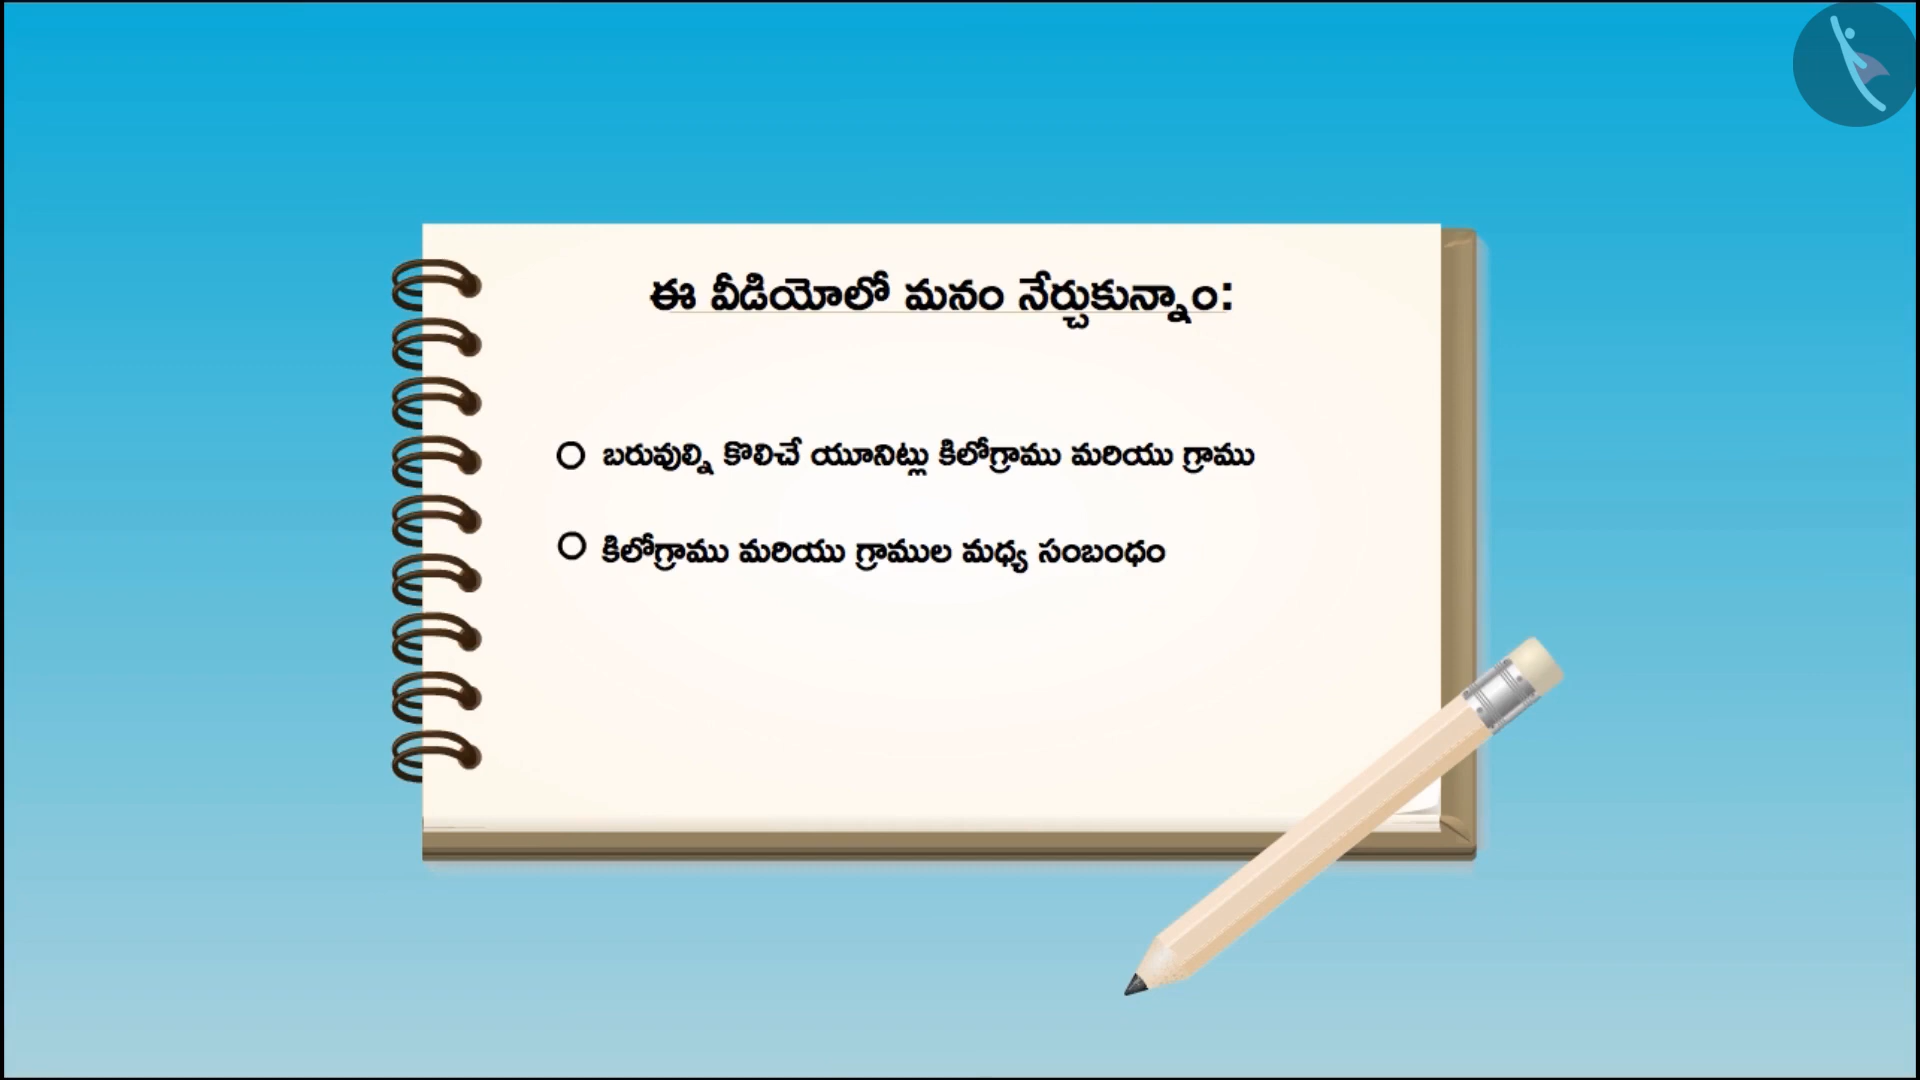 ఈ వీడియోలో మనం నేర్చుకున్నాం:
బరువుల్ని కొలిచే యూనిట్లు కిలోగ్రాము మరియు గ్రాము
కిలోగ్రాము మరియు గ్రాముల మధ్య సంబంధం